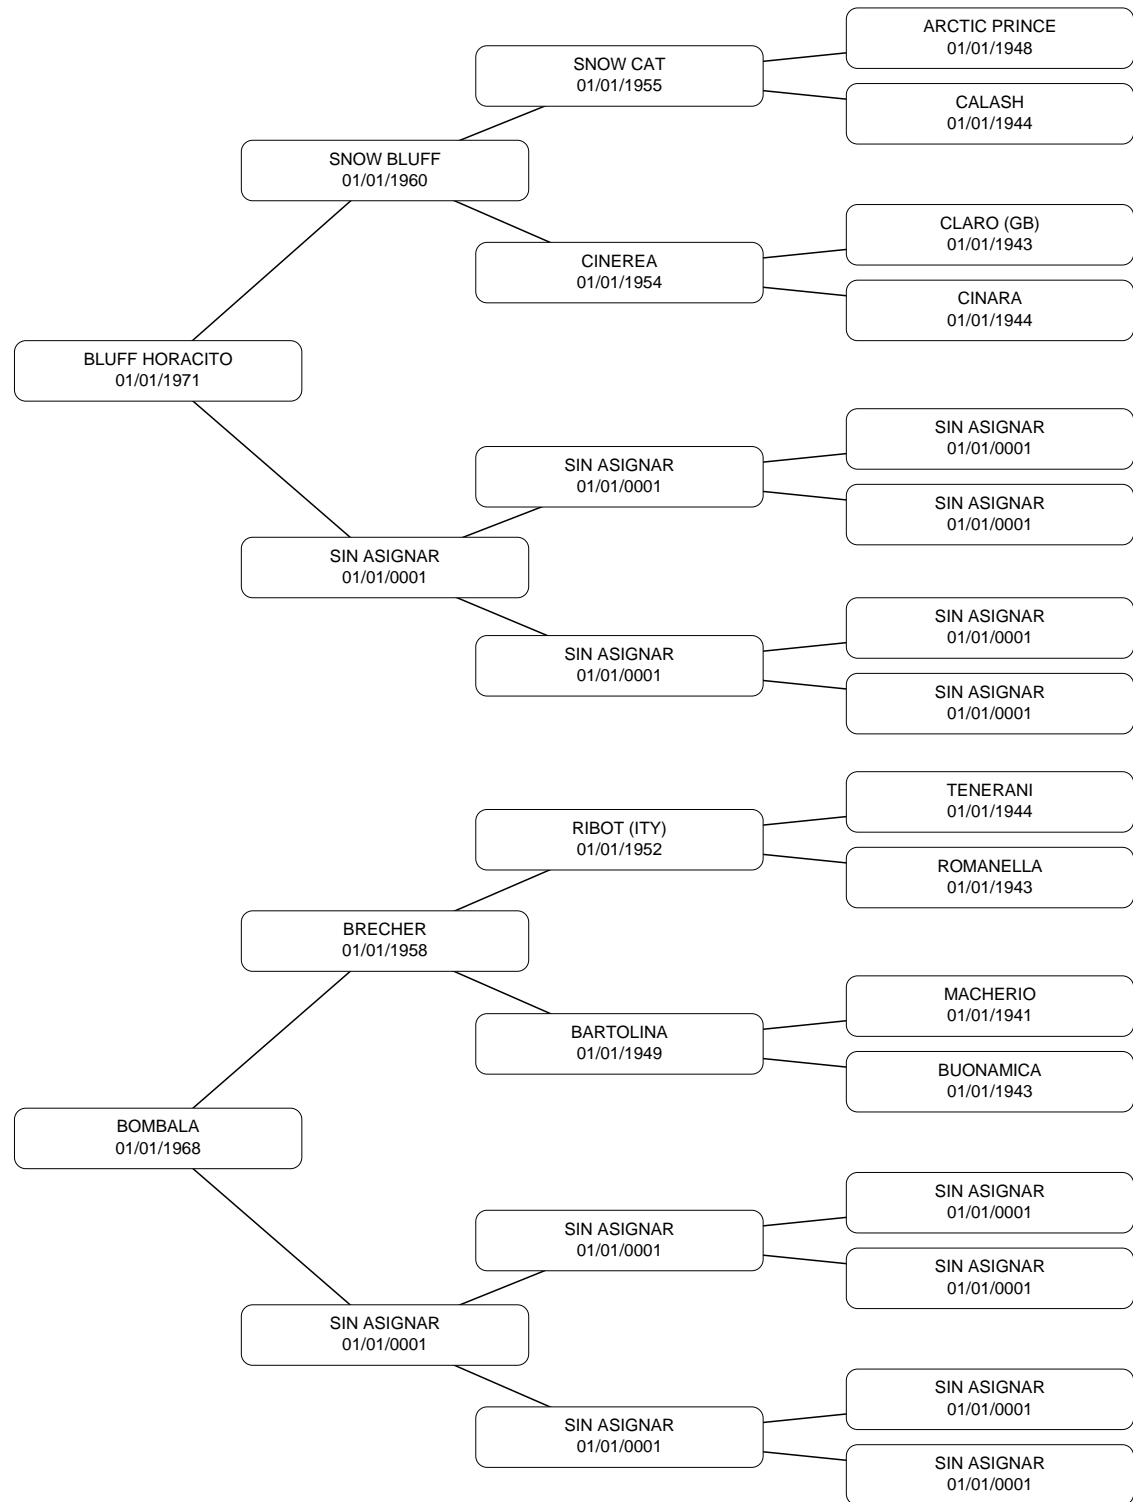 ARCTIC PRINCE
01/01/1948
SNOW CAT
01/01/1955
CALASH
01/01/1944
SNOW BLUFF
01/01/1960
CLARO (GB)
01/01/1943
CINEREA
01/01/1954
CINARA
01/01/1944
BLUFF HORACITO
01/01/1971
SIN ASIGNAR
01/01/0001
SIN ASIGNAR
01/01/0001
SIN ASIGNAR
01/01/0001
SIN ASIGNAR
01/01/0001
SIN ASIGNAR
01/01/0001
SIN ASIGNAR
01/01/0001
SIN ASIGNAR
01/01/0001
TENERANI
01/01/1944
RIBOT (ITY)
01/01/1952
ROMANELLA
01/01/1943
BRECHER
01/01/1958
MACHERIO
01/01/1941
BARTOLINA
01/01/1949
BUONAMICA
01/01/1943
BOMBALA
01/01/1968
SIN ASIGNAR
01/01/0001
SIN ASIGNAR
01/01/0001
SIN ASIGNAR
01/01/0001
SIN ASIGNAR
01/01/0001
SIN ASIGNAR
01/01/0001
SIN ASIGNAR
01/01/0001
SIN ASIGNAR
01/01/0001